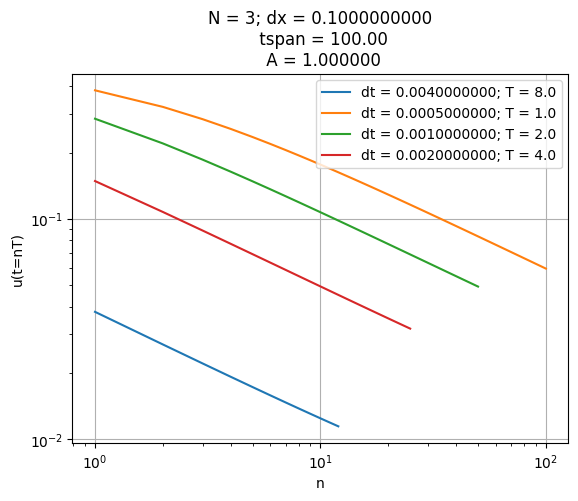 N = 3; dx = 0.1000000000
tspan = 100.00
A = 1.000000
dt = 0.0040000000; T = 8.0
dt = 0.0005000000; T = 1.0
dt = 0.0010000000; T = 2.0
dt = 0.0020000000; T = 4.0
u(t=nT)
10⁻¹
10⁻²
10⁰ 10¹ 10²
n